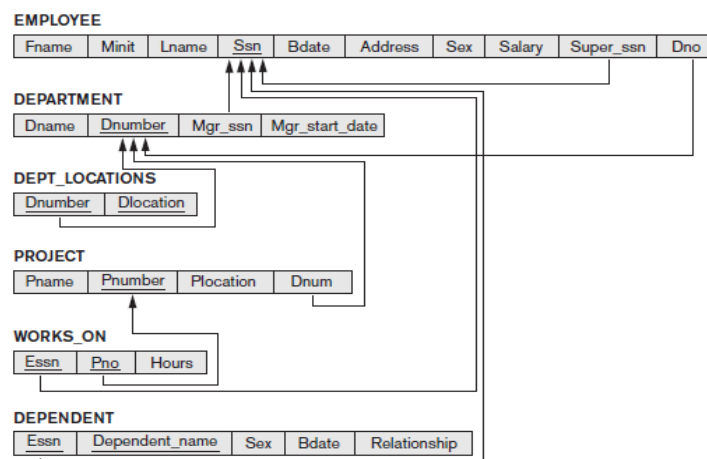 EMPLOYEE
Fname Minit Lname Ssn Bdate Address Sex Salary Super_ssn Dno
DEPARTMENT
Dname Dnumber Mgr_ssn Mgr_start_date
DEPT_LOCATIONS
Dnumber Dlocation
PROJECT
Pname Pnumber Plocation Dnum
WORKS_ON
Essn Pno Hours
DEPENDENT
Essn Dependent_name Sex Bdate Relationship